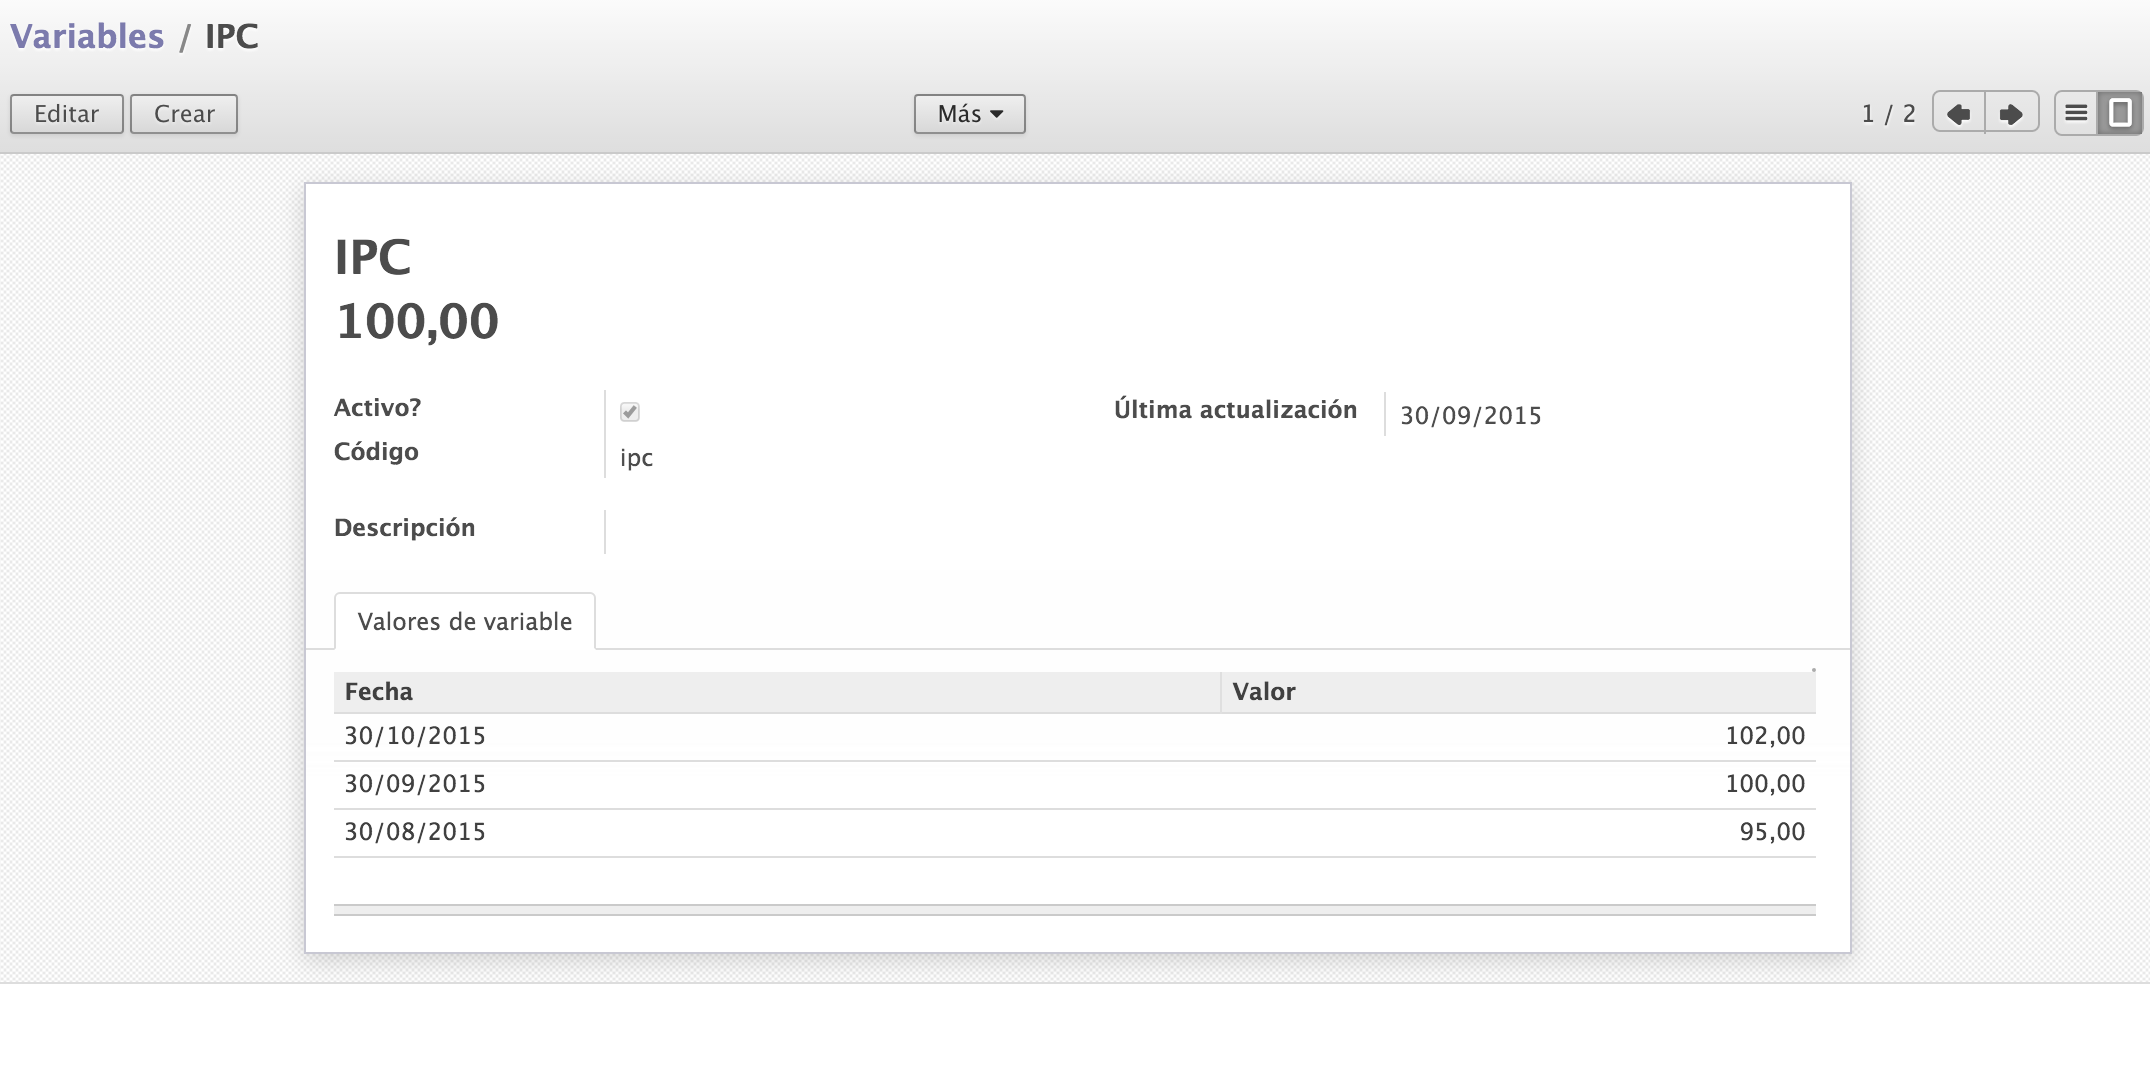 Variables / IPC
Editar Crear Más 1 / 2
IPC
100,00
Activo? Última actualización 30/09/2015
Código ipc
Descripción
Valores de variable
Fecha Valor
30/10/2015 102,00
30/09/2015 100,00
30/08/2015 95,00